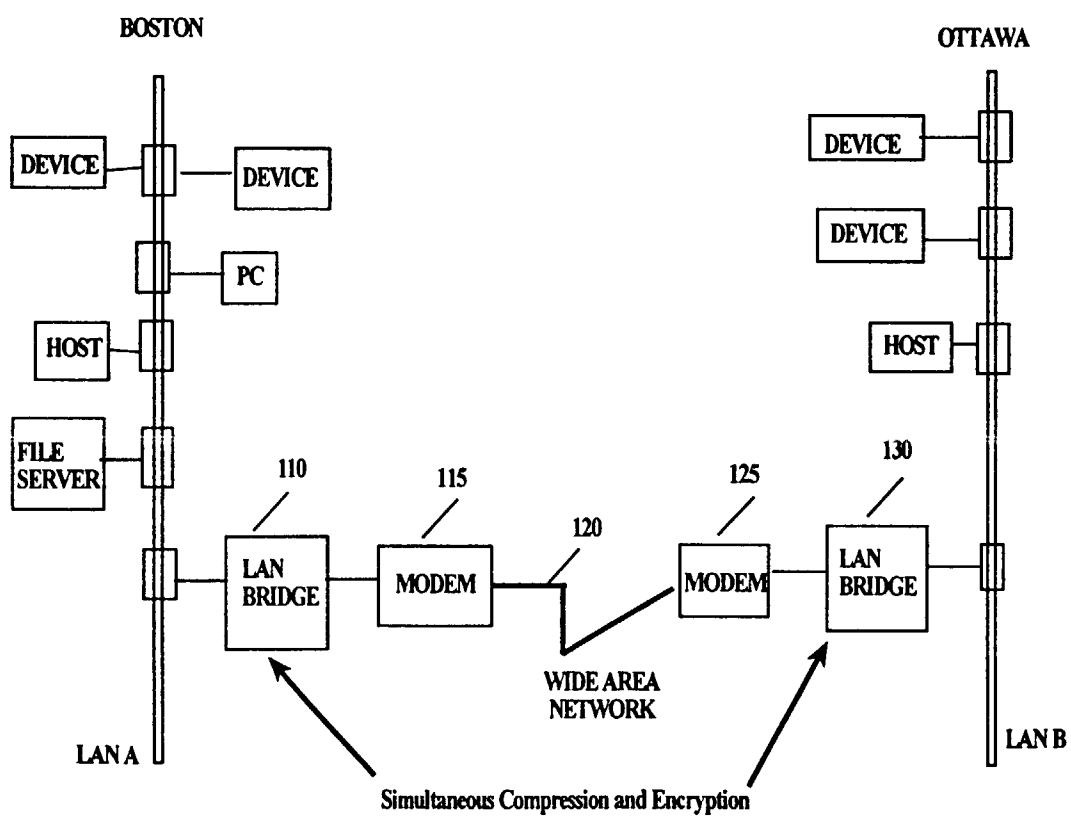 BOSTON
OTTAWA
DEVICE
DEVICE
DEVICE
DEVICE
PC
HOST
HOST
FILE
SERVER
110
115
120
125
130
LAN
BRIDGE
MODEM
MODEM
LAN
BRIDGE
WIDE AREA
NETWORK
LAN A
LAN B
Simultaneous Compression and Encryption